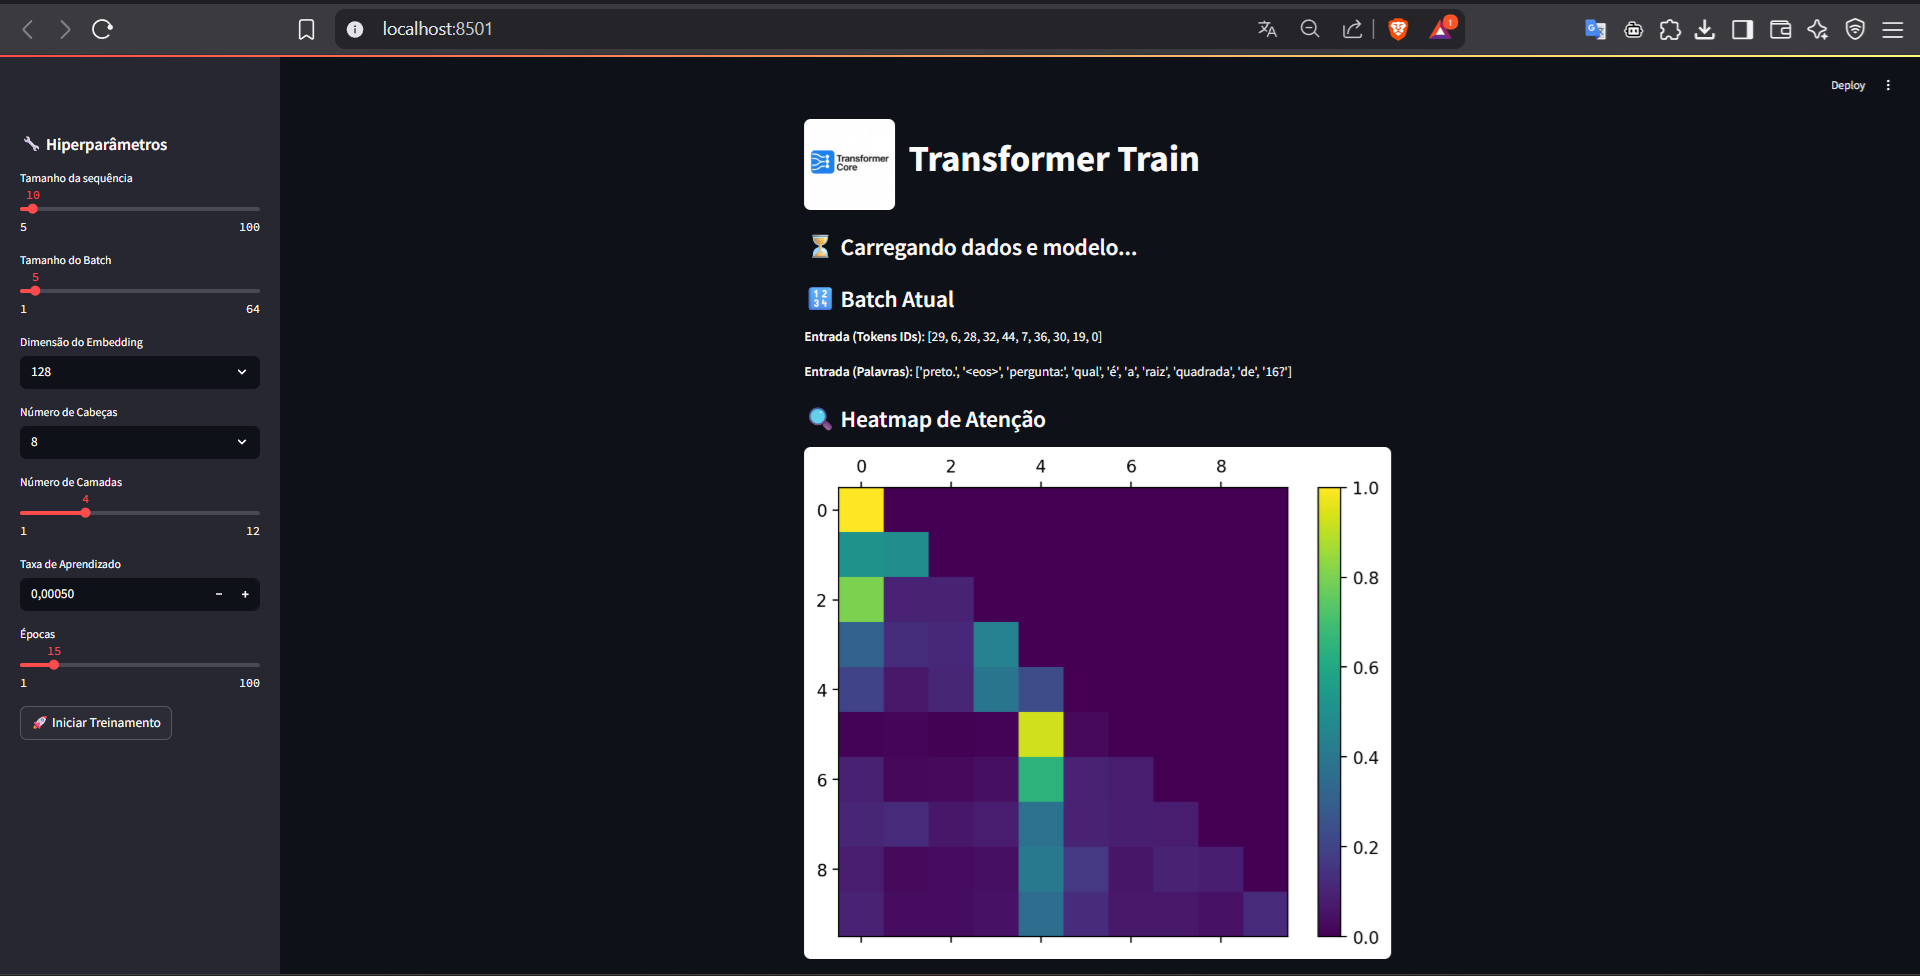 localhost:8501
1
Deploy
Hiperparâmetros
Tamanho da sequência
10
5 100
Tamanho do Batch
5
1 64
Dimensão do Embedding
128
Número de Cabeças
8
Número de Camadas
4
1 12
Taxa de Aprendizado
0,00050 - +
Épocas
15
1 100
🚀 Iniciar Treinamento
Transformer
Core
Transformer Train
⏳ Carregando dados e modelo...
🔢 Batch Atual
Entrada (Tokens IDs): [29, 6, 28, 32, 44, 7, 36, 30, 19, 0]
Entrada (Palavras): ['preto.', '<eos>', 'pergunta:', 'qual', 'é', 'a', 'raiz', 'quadrada', 'de', '16?']
🔍 Heatmap de Atenção
0 2 4 6 8
0
2
4
6
8
1.0
0.8
0.6
0.4
0.2
0.0